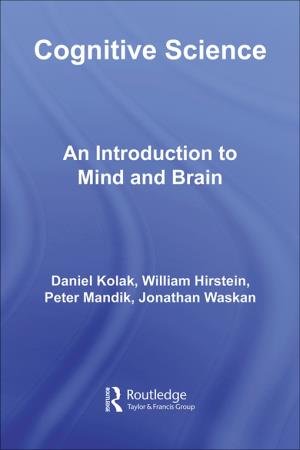 Cognitive Science
An Introduction to
Mind and Brain
Daniel Kolak, William Hirstein,
Peter Mandik, Jonathan Waskan
Routledge
Taylor & Francis Group
ROUTLEDGE